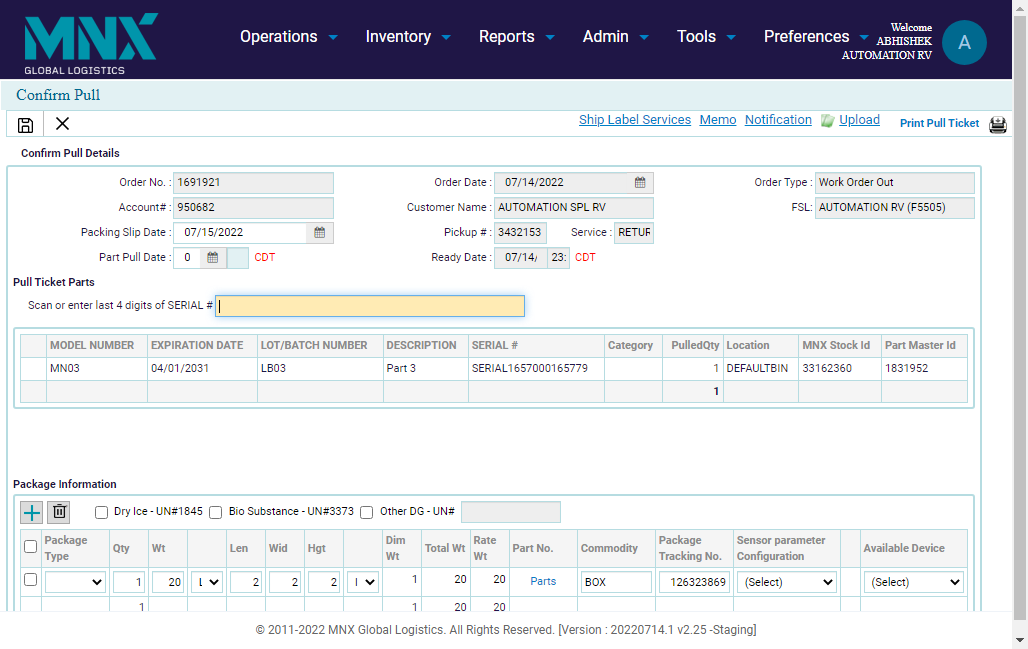 MNX
GLOBAL LOGISTICS
Operations Inventory Reports Admin Tools Preferences
Welcome
ABHISHEK
AUTOMATION RV
A
Confirm Pull
Ship Label Services Memo Notification Upload Print Pull Ticket
Confirm Pull Details
Order No. : 1691921 Order Date : 07/14/2022 Order Type : Work Order Out
Account# : 950682 Customer Name : AUTOMATION SPL RV FSL: AUTOMATION RV (F5505)
Packing Slip Date : 07/15/2022 Pickup # : 3432153 Service : RETUR
Part Pull Date : 0 CDT Ready Date : 07/14/ 23: CDT
Pull Ticket Parts
Scan or enter last 4 digits of SERIAL #
MODEL NUMBER EXPIRATION DATE LOT/BATCH NUMBER DESCRIPTION SERIAL # Category PulledQty Location MNX Stock Id Part Master Id
MN03 04/01/2031 LB03 Part 3 SERIAL1657000165779 1 DEFAULTBIN 33162360 1831952
1
Package Information
Dry Ice - UN#1845 Bio Substance - UN#3373 Other DG - UN#
Package Type Qty Wt Len Wid Hgt Dim Wt Total Wt Rate Wt Part No. Commodity Package Tracking No. Sensor parameter Configuration Available Device
1 20 2 2 2 1 20 20 Parts BOX 126323869 (Select) (Select)
1 1 20 20
© 2011-2022 MNX Global Logistics. All Rights Reserved. [Version : 20220714.1 v2.25 -Staging]